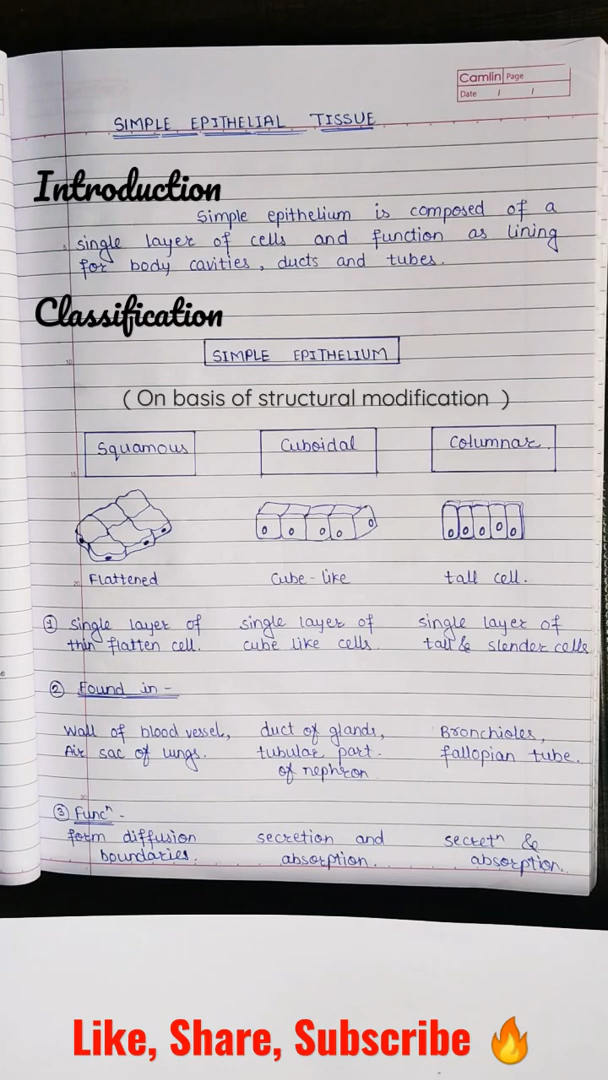 Camlin Page
Date / /
SIMPLE EPITHELIAL TISSUE
Introduction
Simple epithelium is composed of a
single layer of cells and function as lining
for body cavities, ducts and tubes.
Classification
SIMPLE EPITHELIUM
( On basis of structural modification )
Squamous Cuboidal Columnar
Flattened Cube-like tall cell.
① single layer of single layer of single layer of
thin flatten cell. cube like cells. tall & slender cells
② Found in -
Wall of blood vessel, duct of glands, Bronchioles,
Air sac of lungs. tubular part. fallopian tube.
of nephron
③ Funcⁿ -
form diffusion secretion and secretⁿ &
boundaries. absorption. absorption.
Like, Share, Subscribe 🔥